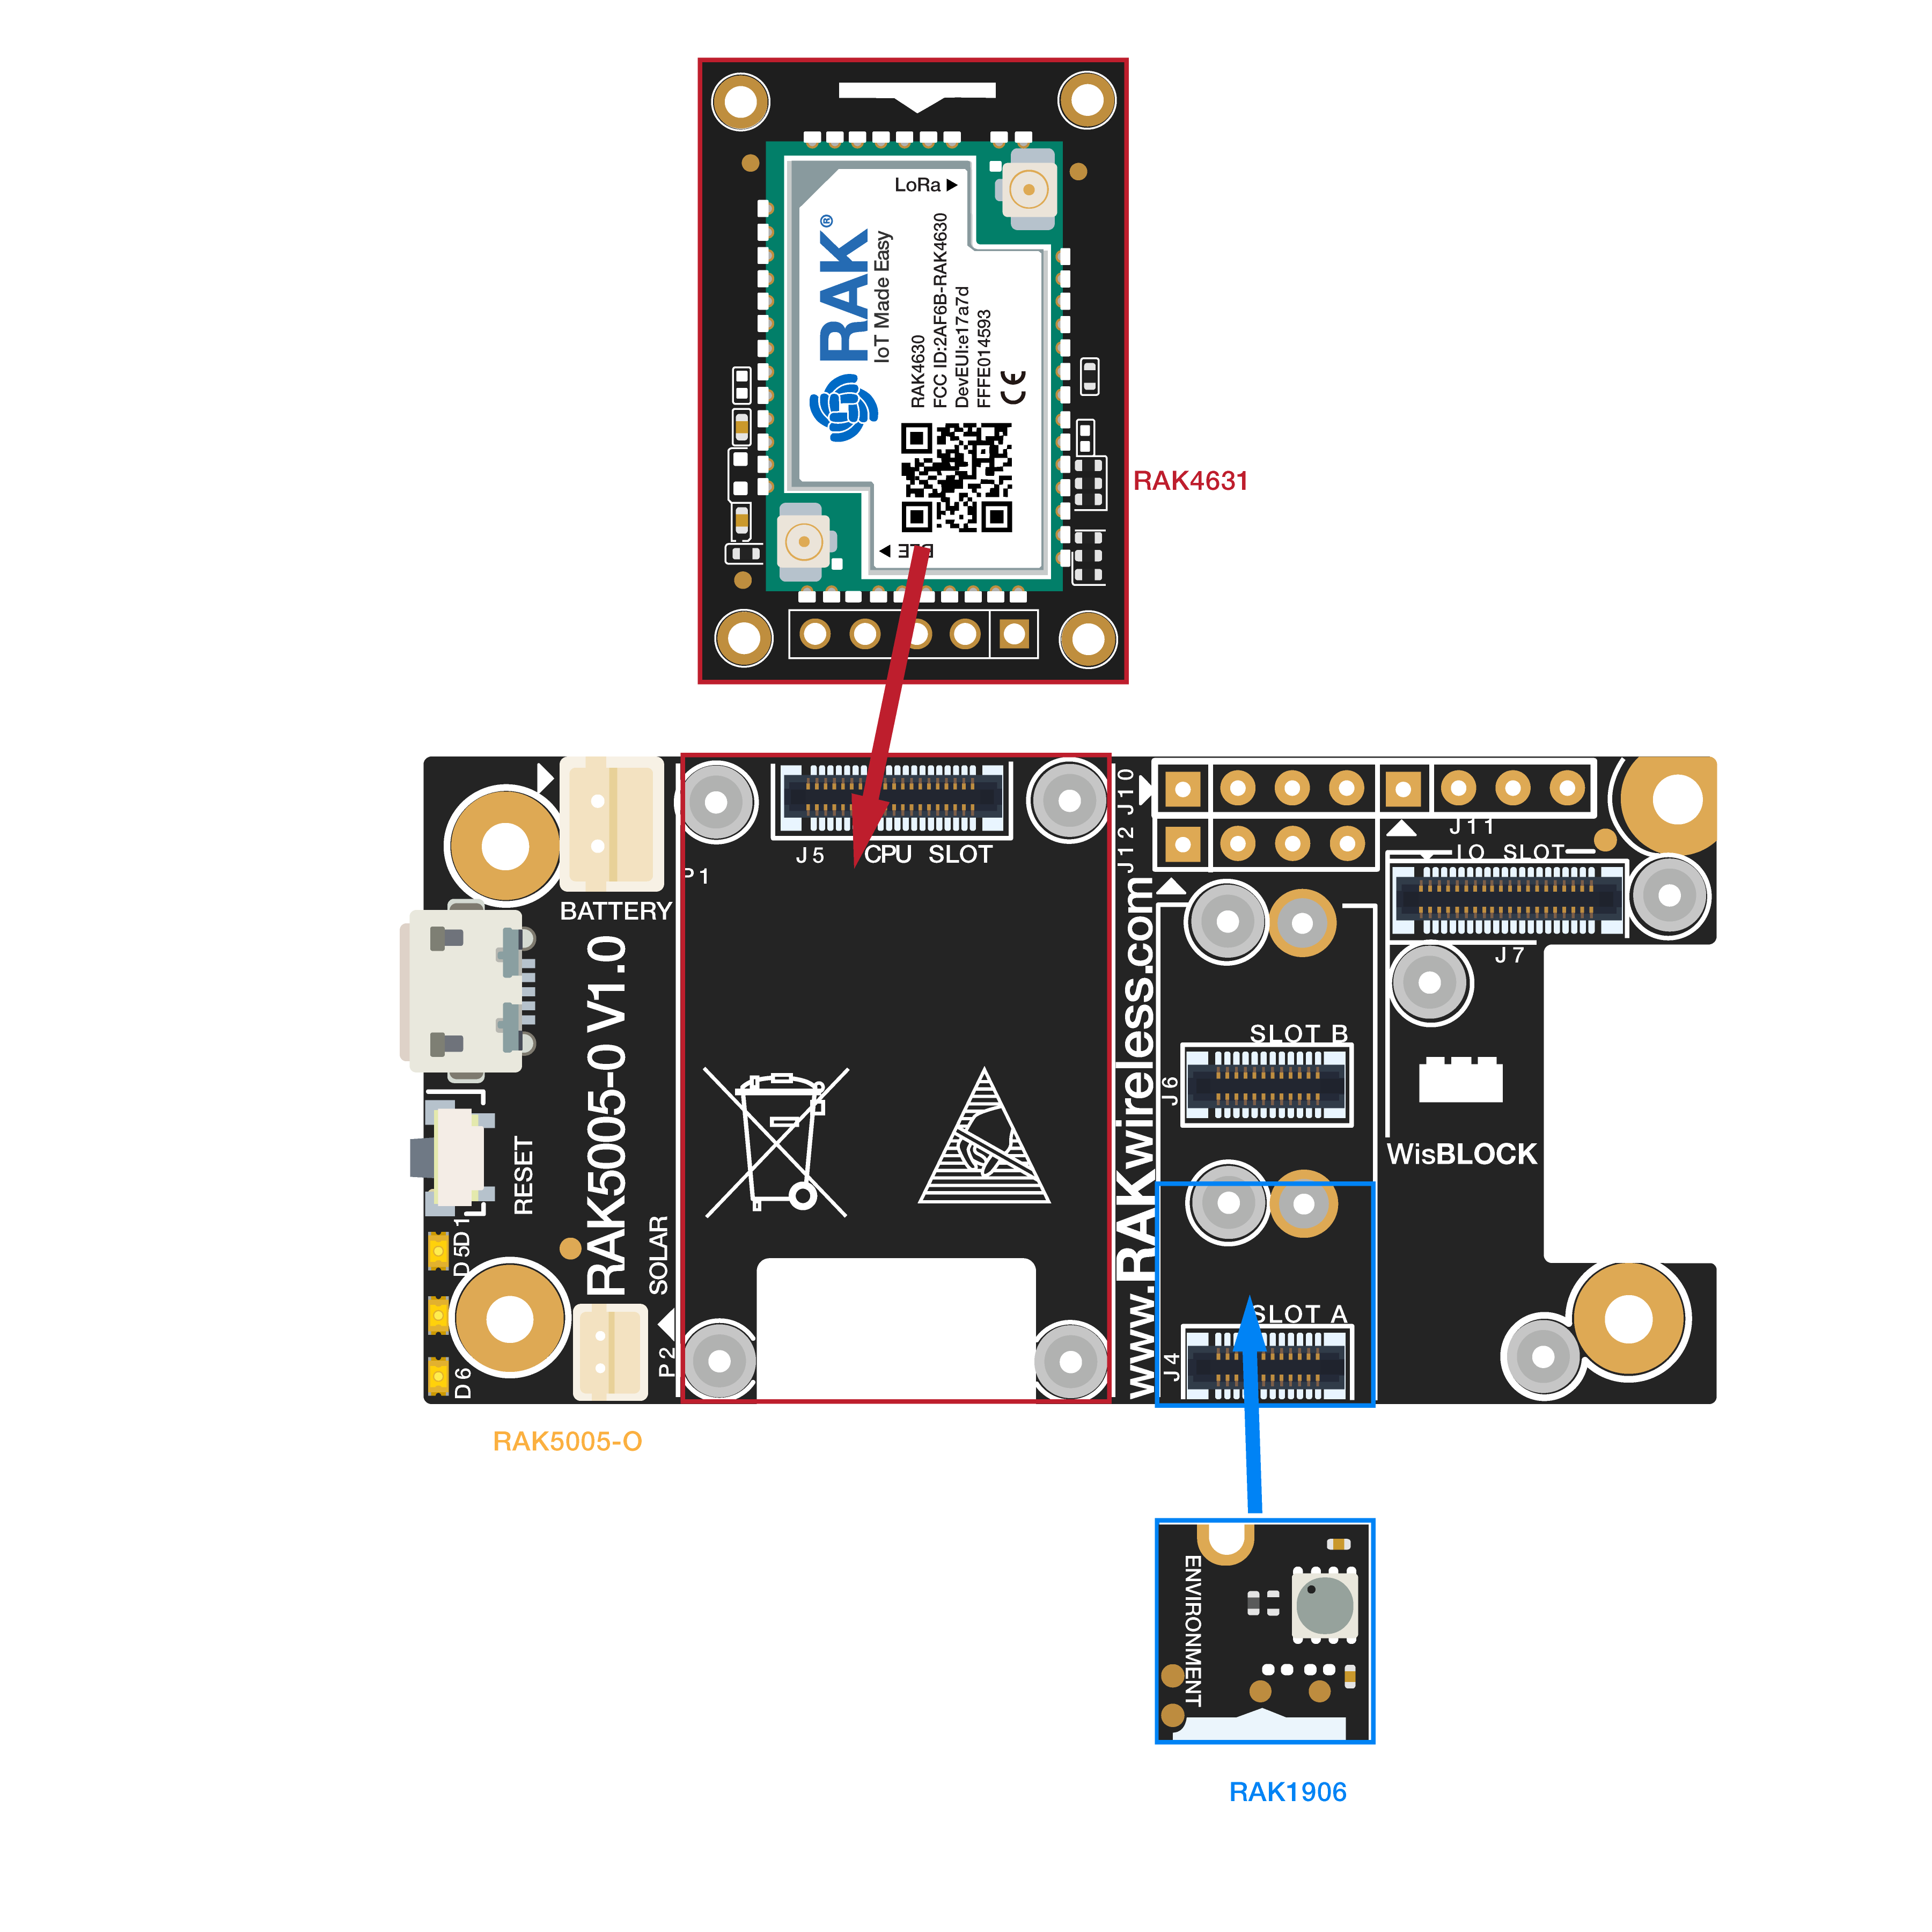 LoRa
RAK®
IoT Made Easy
RAK4630
FCC ID:2AF6B-RAK4630
DevEUI:e17a7d
FFFE014593
CE
RAK4631
J10
J12
J11
J5 CPU SLOT
IO SLOT
P1
BATTERY
J7
RAK5005-0 V1.0
www.RAKwireless.com
SLOT B
J6
WisBLOCK
RESET
SOLAR
D1
D5
SLOT A
J4
P2
D6
RAK5005-O
ENVIRONMENT
RAK1906